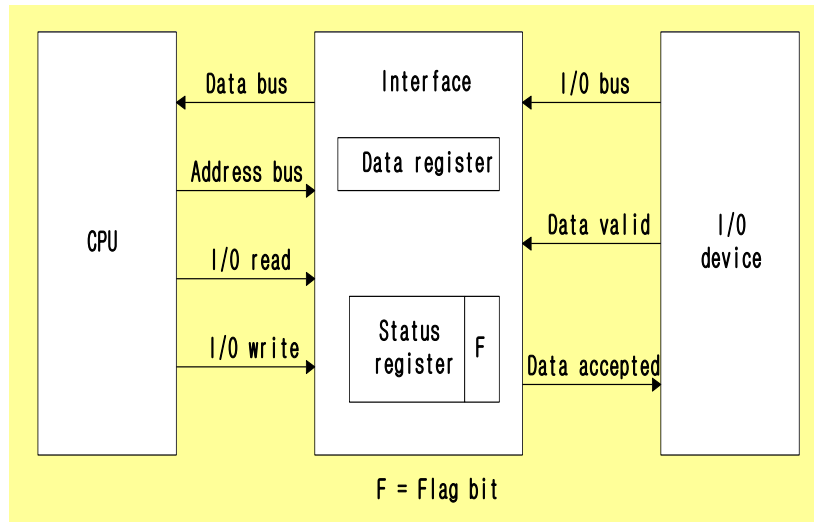 CPU
Data bus
Address bus
I/O read
I/O write
Interface
Data register
Status
register
F
I/O bus
Data valid
Data accepted
I/O
device
F = Flag bit